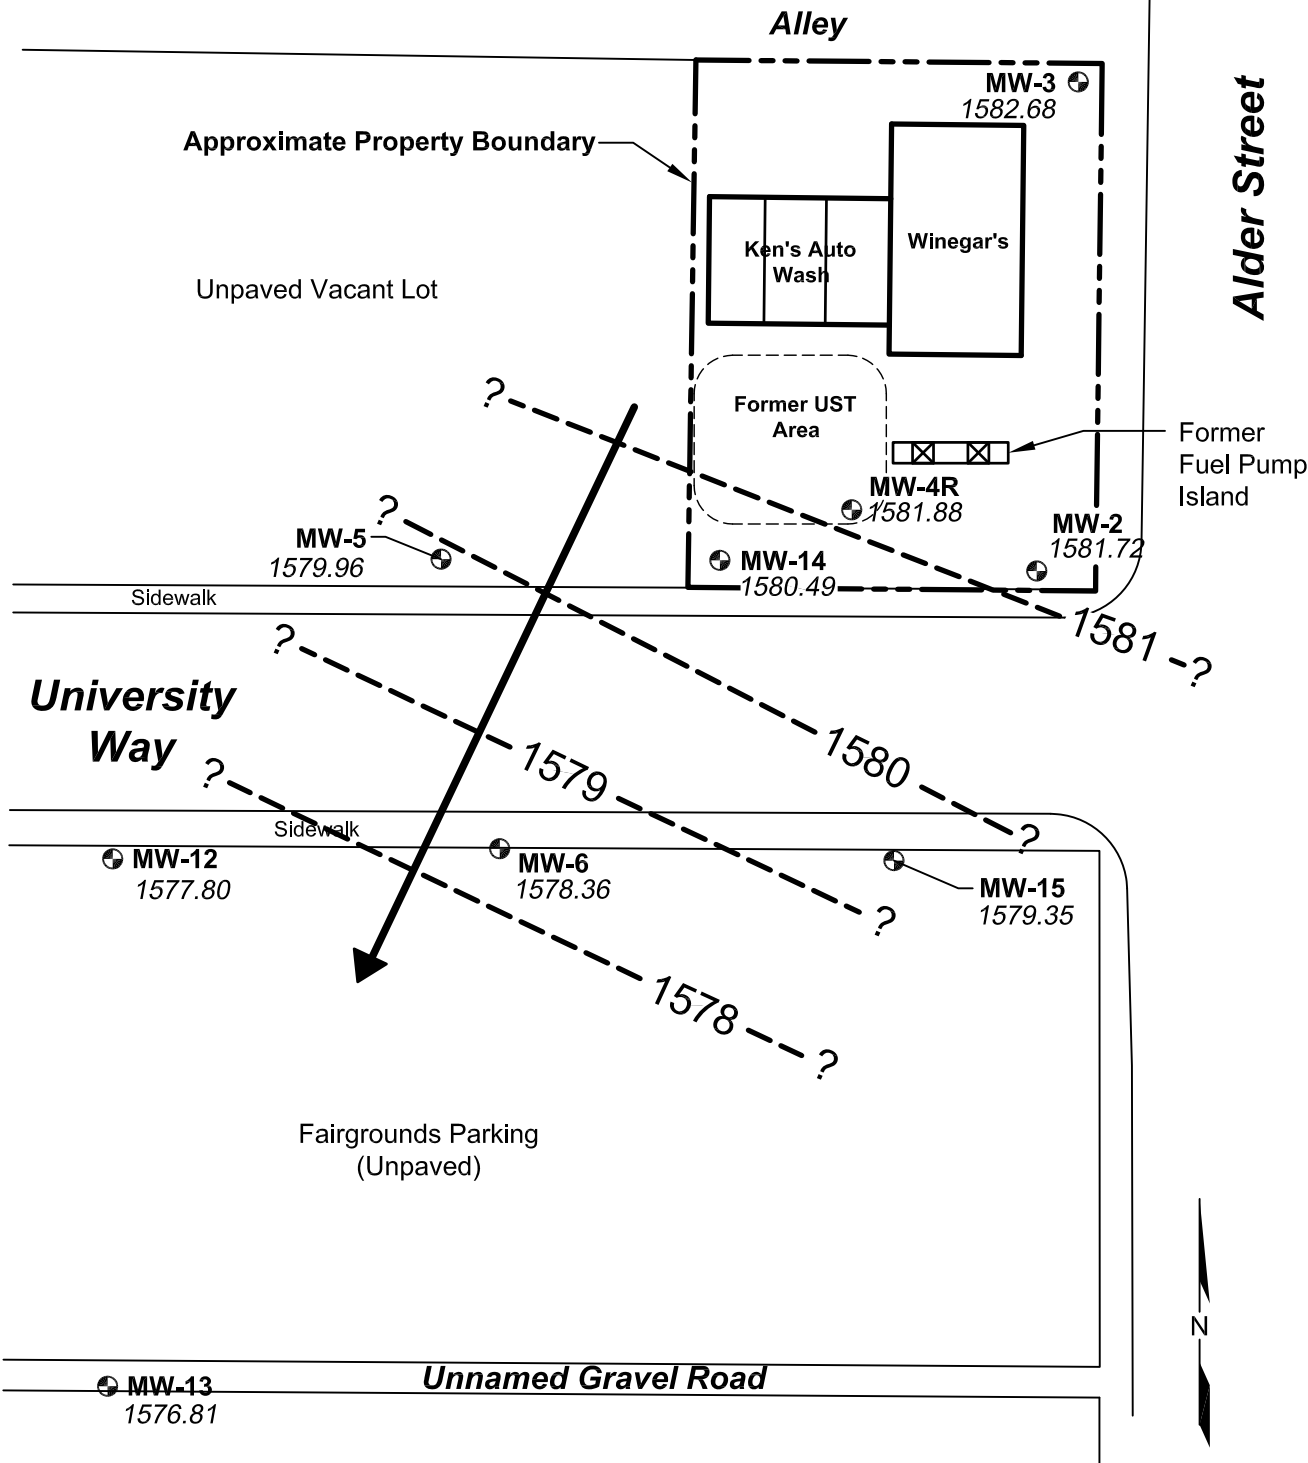 Alley
MW-3
1582.68
Alder Street
Approximate Property Boundary
Ken's Auto
Wash
Winegar's
Unpaved Vacant Lot
?
Former UST
Area
Former
Fuel Pump
Island
MW-4R
1581.88
?
MW-5
1579.96
MW-2
1581.72
MW-14
1580.49
Sidewalk
1581
?
?
University
Way
1580
?
1579
?
Sidewalk
MW-12
1577.80
MW-6
1578.36
MW-15
1579.35
?
1578
?
Fairgrounds Parking
(Unpaved)
N
Unnamed Gravel Road
MW-13
1576.81